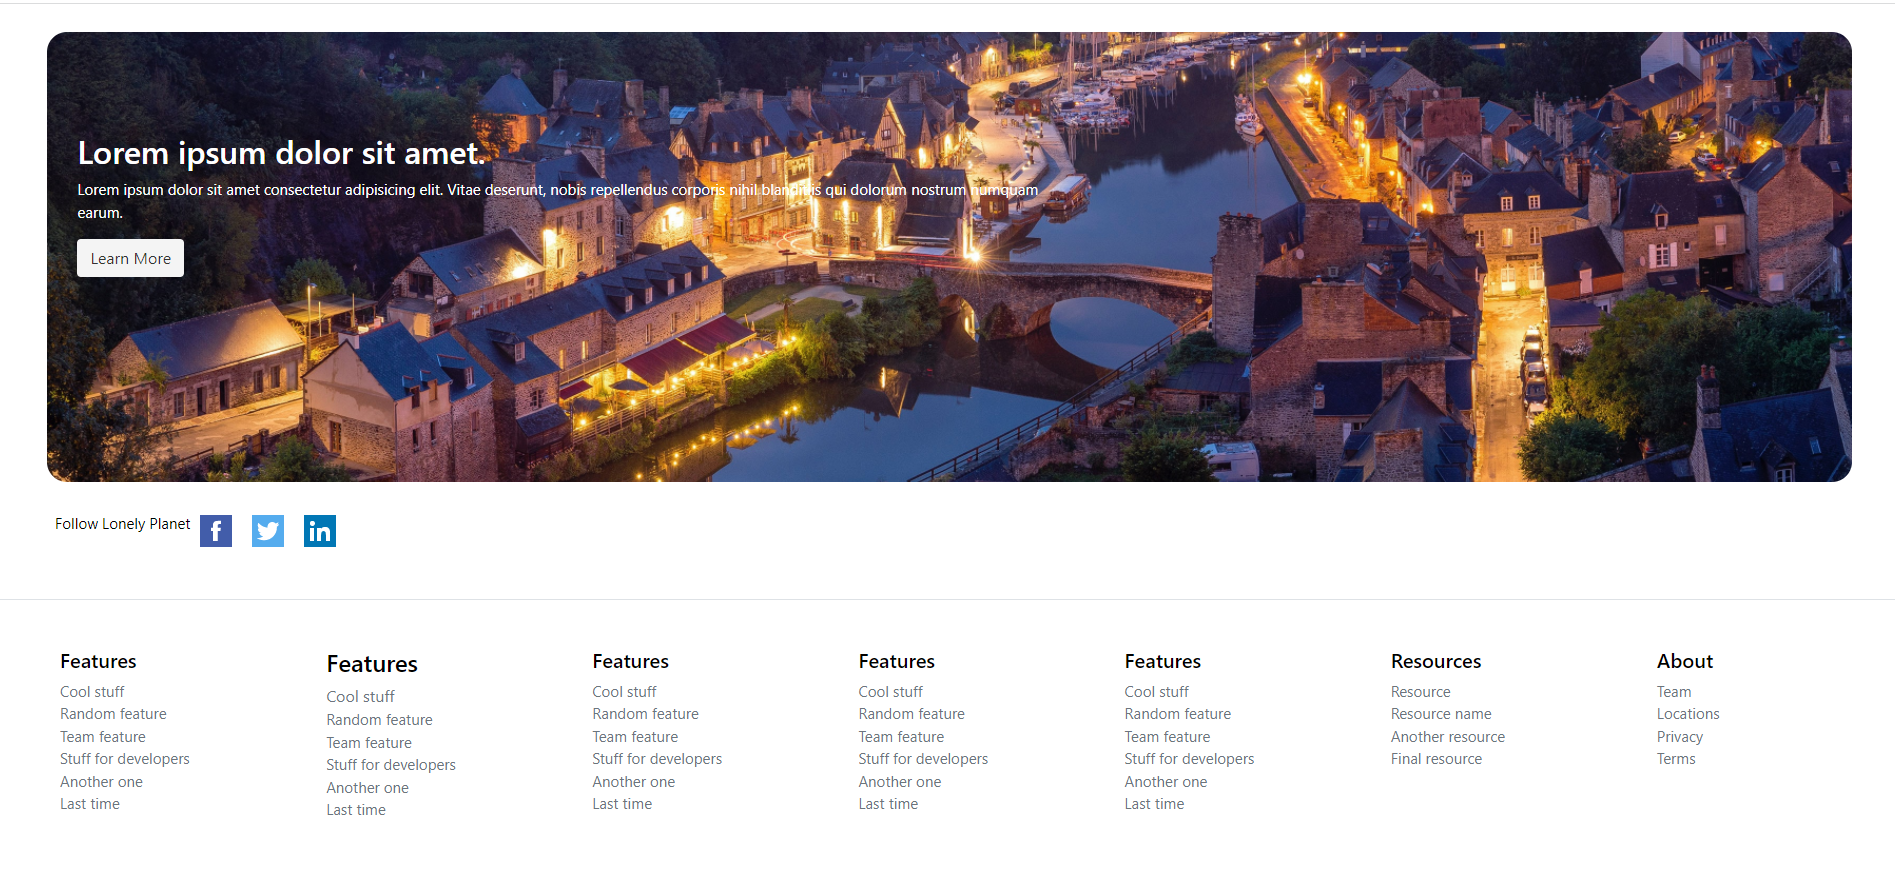 Lorem ipsum dolor sit amet.
Lorem ipsum dolor sit amet consectetur adipisicing elit. Vitae deserunt, nobis repellendus corporis nihil blanditiis qui dolorum nostrum numquam
earum.
Learn More
Follow Lonely Planet
f
in
Features
Cool stuff
Random feature
Team feature
Stuff for developers
Another one
Last time
Features
Cool stuff
Random feature
Team feature
Stuff for developers
Another one
Last time
Features
Cool stuff
Random feature
Team feature
Stuff for developers
Another one
Last time
Features
Cool stuff
Random feature
Team feature
Stuff for developers
Another one
Last time
Features
Cool stuff
Random feature
Team feature
Stuff for developers
Another one
Last time
Resources
Resource
Resource name
Another resource
Final resource
About
Team
Locations
Privacy
Terms